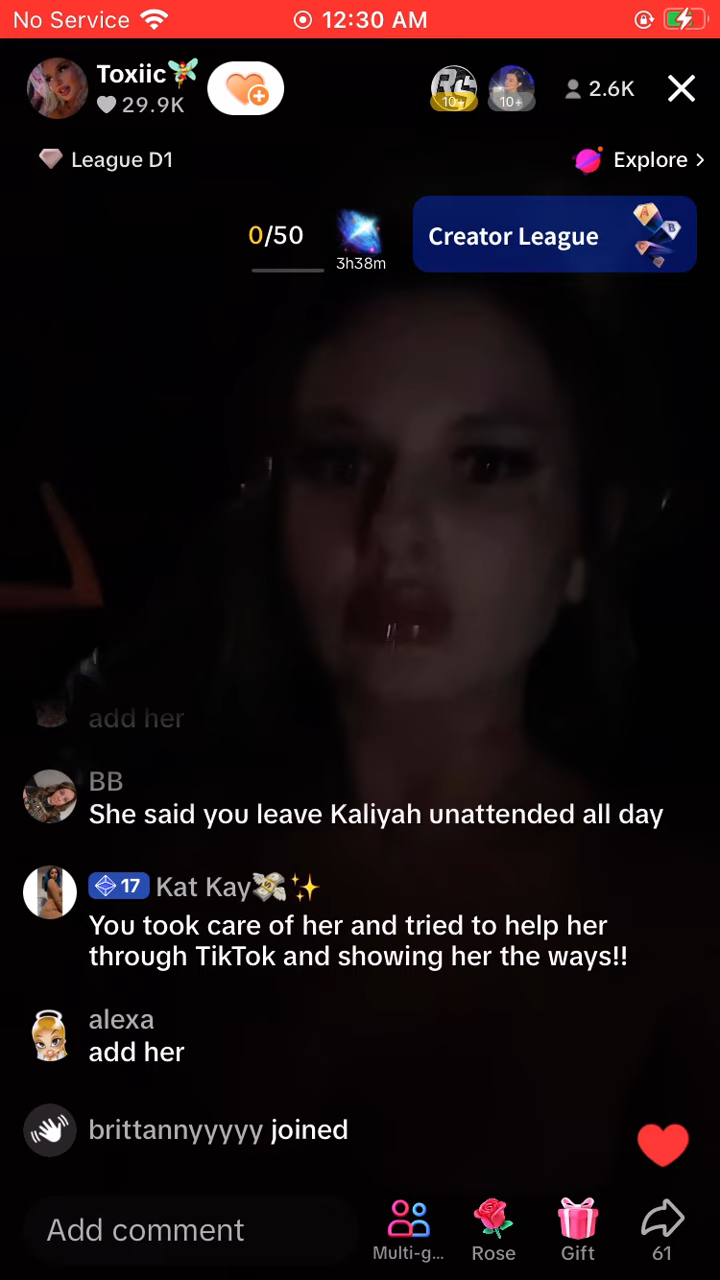 No Service 12:30 AM
Toxiic🧚
29.9K
10+
10+
2.6K
League D1
Explore >
0/50
3h38m
Creator League
A
B
C
add her
BB
She said you leave Kaliyah unattended all day
17 Kat Kay💸✨
You took care of her and tried to help her
through TikTok and showing her the ways!!
alexa
add her
brittannyyyyy joined
Add comment
Multi-g...
Rose
Gift
61